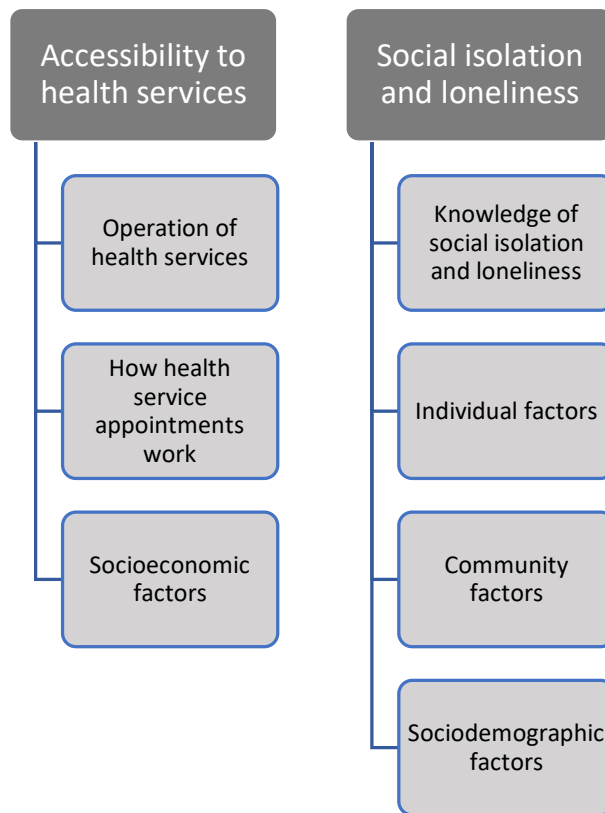 Accessibility to
health services
Operation of
health services
How health
service
appointments
work
Socioeconomic
factors
Social isolation
and loneliness
Knowledge of
social isolation
and loneliness
Individual factors
Community
factors
Sociodemographic
factors